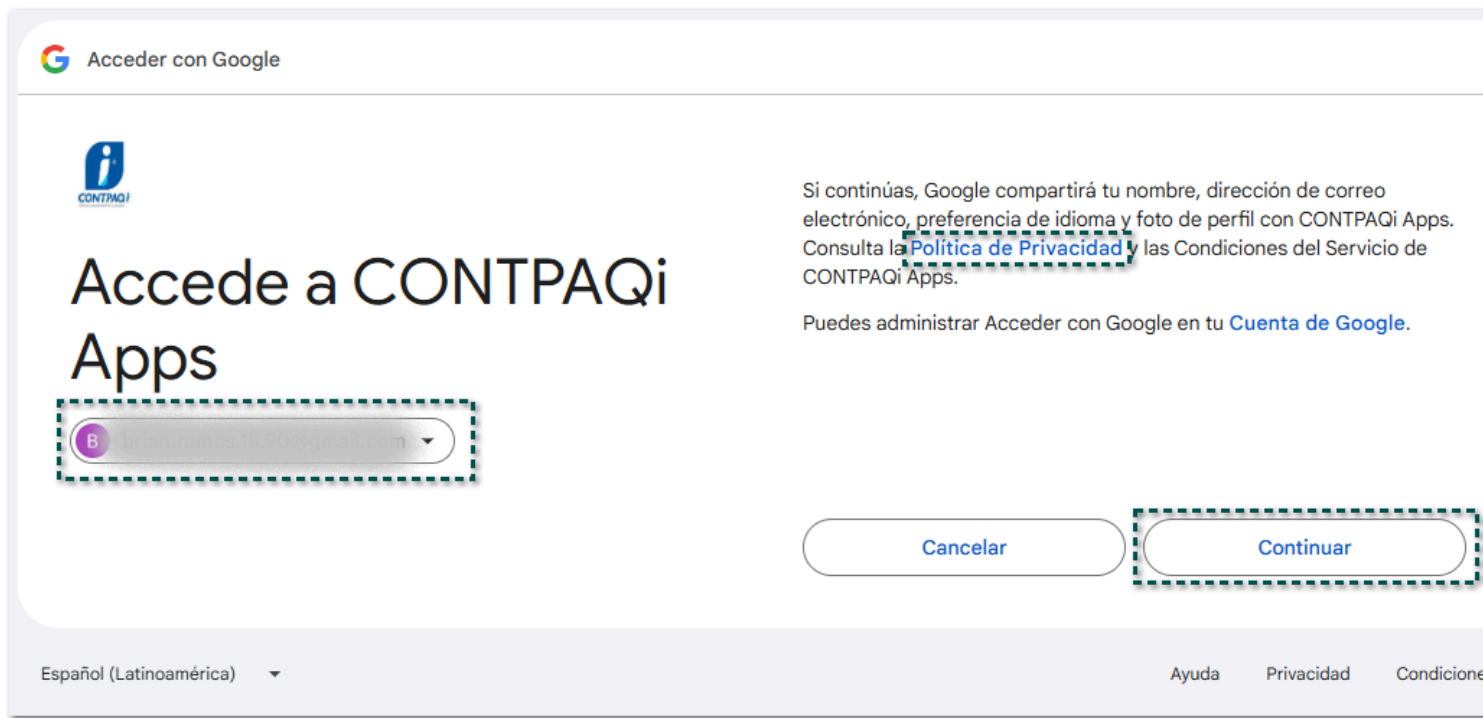 Acceder con Google
CONTPAQi
Accede a CONTPAQi
Apps
B
Si continúas, Google compartirá tu nombre, dirección de correo
electrónico, preferencia de idioma y foto de perfil con CONTPAQi Apps.
Consulta la Política de Privacidad y las Condiciones del Servicio de
CONTPAQi Apps.
Puedes administrar Acceder con Google en tu Cuenta de Google.
Cancelar
Continuar
Español (Latinoamérica)
Ayuda Privacidad Condicione